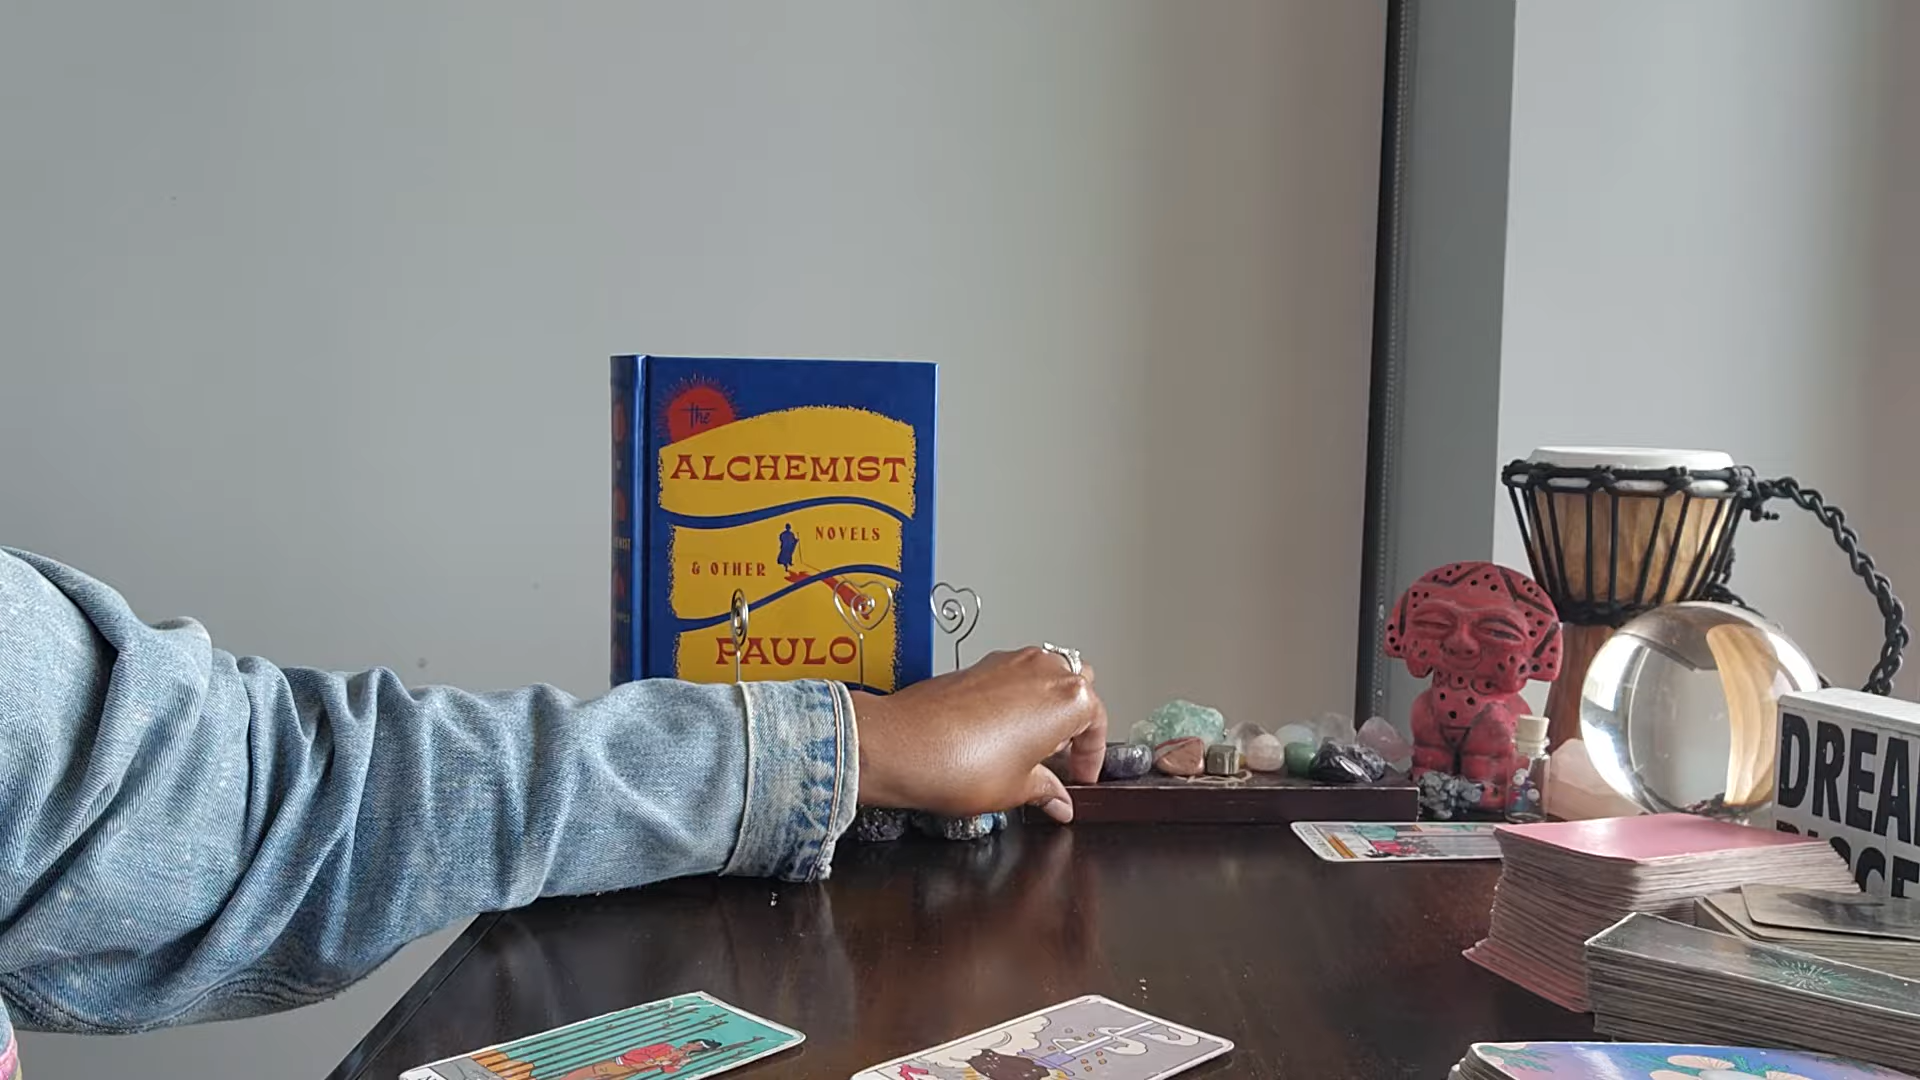 the
ALCHEMIST
NOVELS
& OTHER
PAULO
DREA